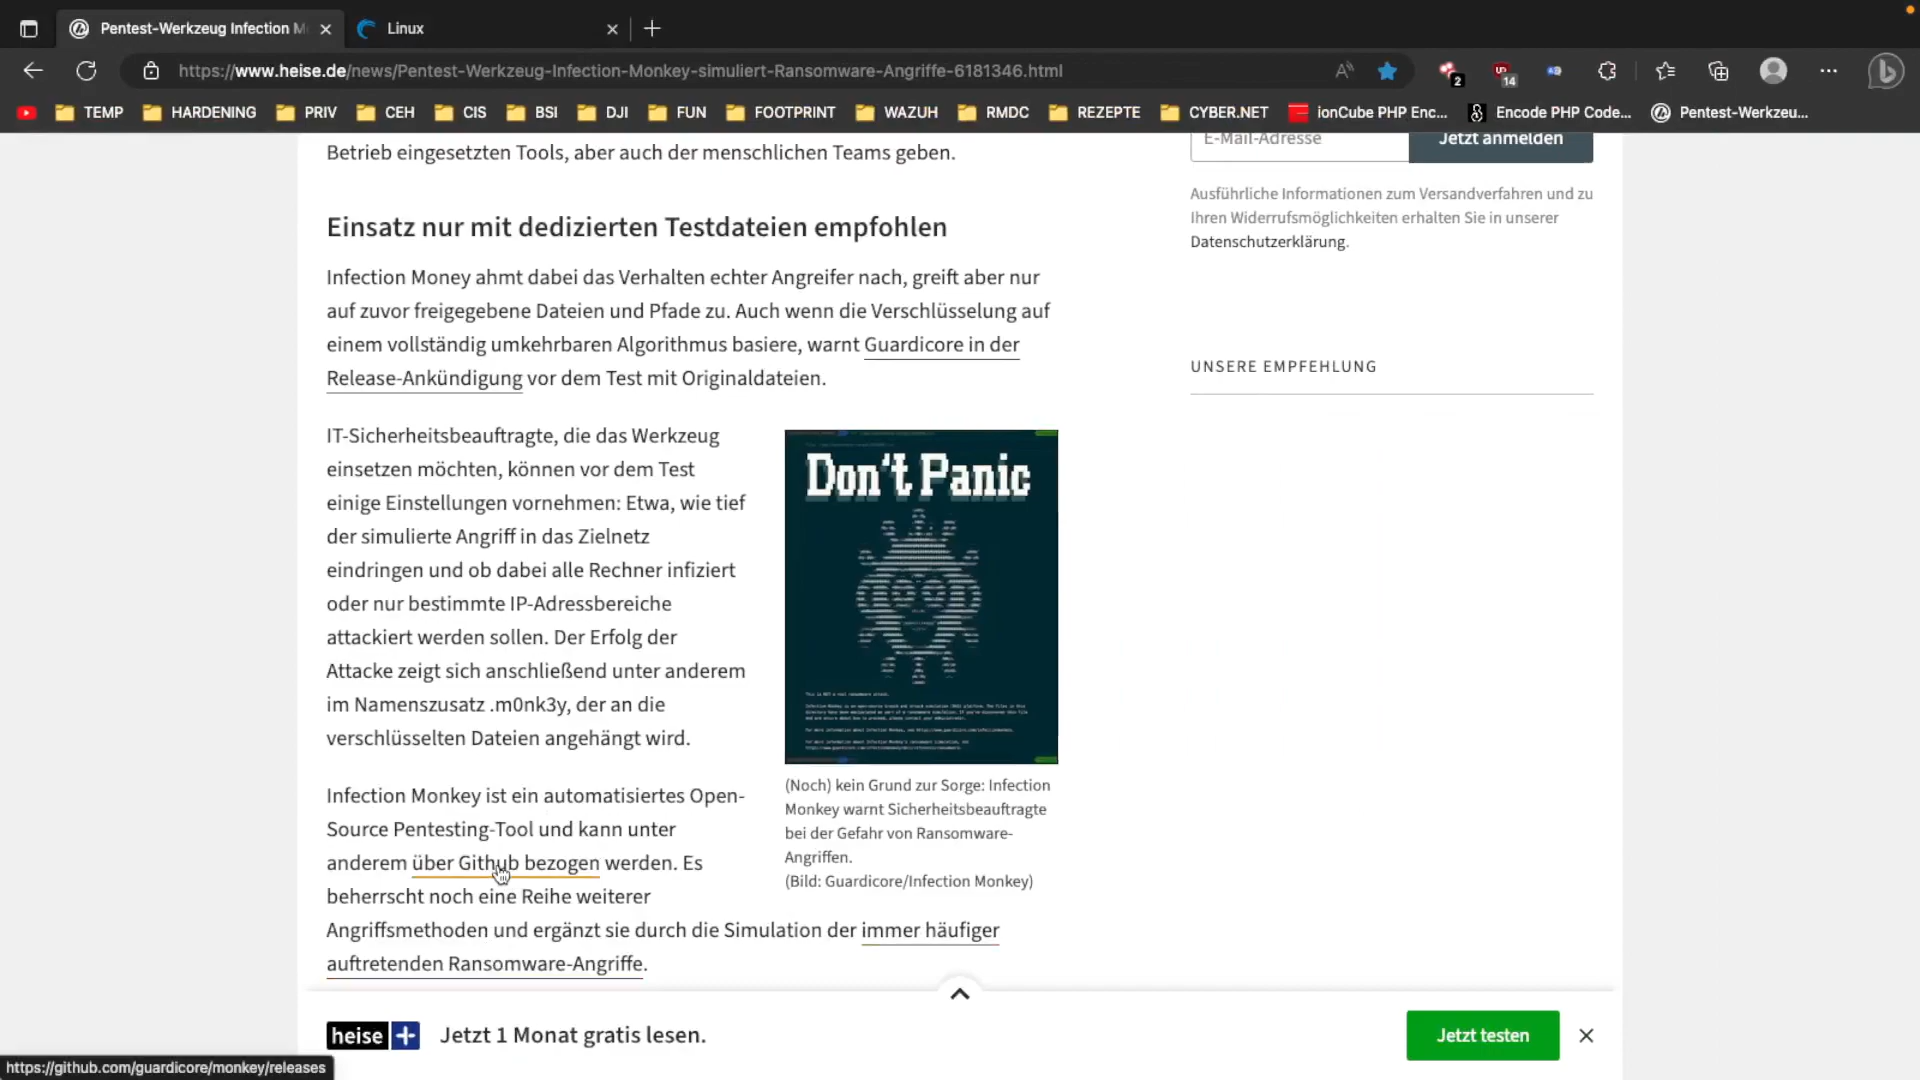 Pentest-Werkzeug Infection M
Linux
https://www.heise.de/news/Pentest-Werkzeug-Infection-Monkey-simuliert-Ransomware-Angriffe-6181346.html
2
14
TEMP
HARDENING
PRIV
CEH
CIS
BSI
DJI
FUN
FOOTPRINT
WAZUH
RMDC
REZEPTE
CYBER.NET
ionCube PHP Enc...
Encode PHP Code...
Pentest-Werkzeu...
Betrieb eingesetzten Tools, aber auch der menschlichen Teams geben.
Einsatz nur mit dedizierten Testdateien empfohlen
Infection Money ahmt dabei das Verhalten echter Angreifer nach, greift aber nur
auf zuvor freigegebene Dateien und Pfade zu. Auch wenn die Verschlüsselung auf
einem vollständig umkehrbaren Algorithmus basiere, warnt Guardicore in der
Release-Ankündigung vor dem Test mit Originaldateien.
IT-Sicherheitsbeauftragte, die das Werkzeug
einsetzen möchten, können vor dem Test
einige Einstellungen vornehmen: Etwa, wie tief
der simulierte Angriff in das Zielnetz
eindringen und ob dabei alle Rechner infiziert
oder nur bestimmte IP-Adressbereiche
attackiert werden sollen. Der Erfolg der
Attacke zeigt sich anschließend unter anderem
im Namenszusatz .m0nk3y, der an die
verschlüsselten Dateien angehängt wird.
Don't Panic
This is NOT a real ransomware attack.
(Noch) kein Grund zur Sorge: Infection
Monkey warnt Sicherheitsbeauftragte
bei der Gefahr von Ransomware-
Angriffen.
(Bild: Guardicore/Infection Monkey)
Infection Monkey ist ein automatisiertes Open-
Source Pentesting-Tool und kann unter
anderem über Github bezogen werden. Es
beherrscht noch eine Reihe weiterer
Angriffsmethoden und ergänzt sie durch die Simulation der immer häufiger
auftretenden Ransomware-Angriffe.
E-Mail-Adresse
Jetzt anmelden
Ausführliche Informationen zum Versandverfahren und zu
Ihren Widerrufsmöglichkeiten erhalten Sie in unserer
Datenschutzerklärung.
UNSERE EMPFEHLUNG
heise+ Jetzt 1 Monat gratis lesen.
Jetzt testen
https://github.com/guardicore/monkey/releases